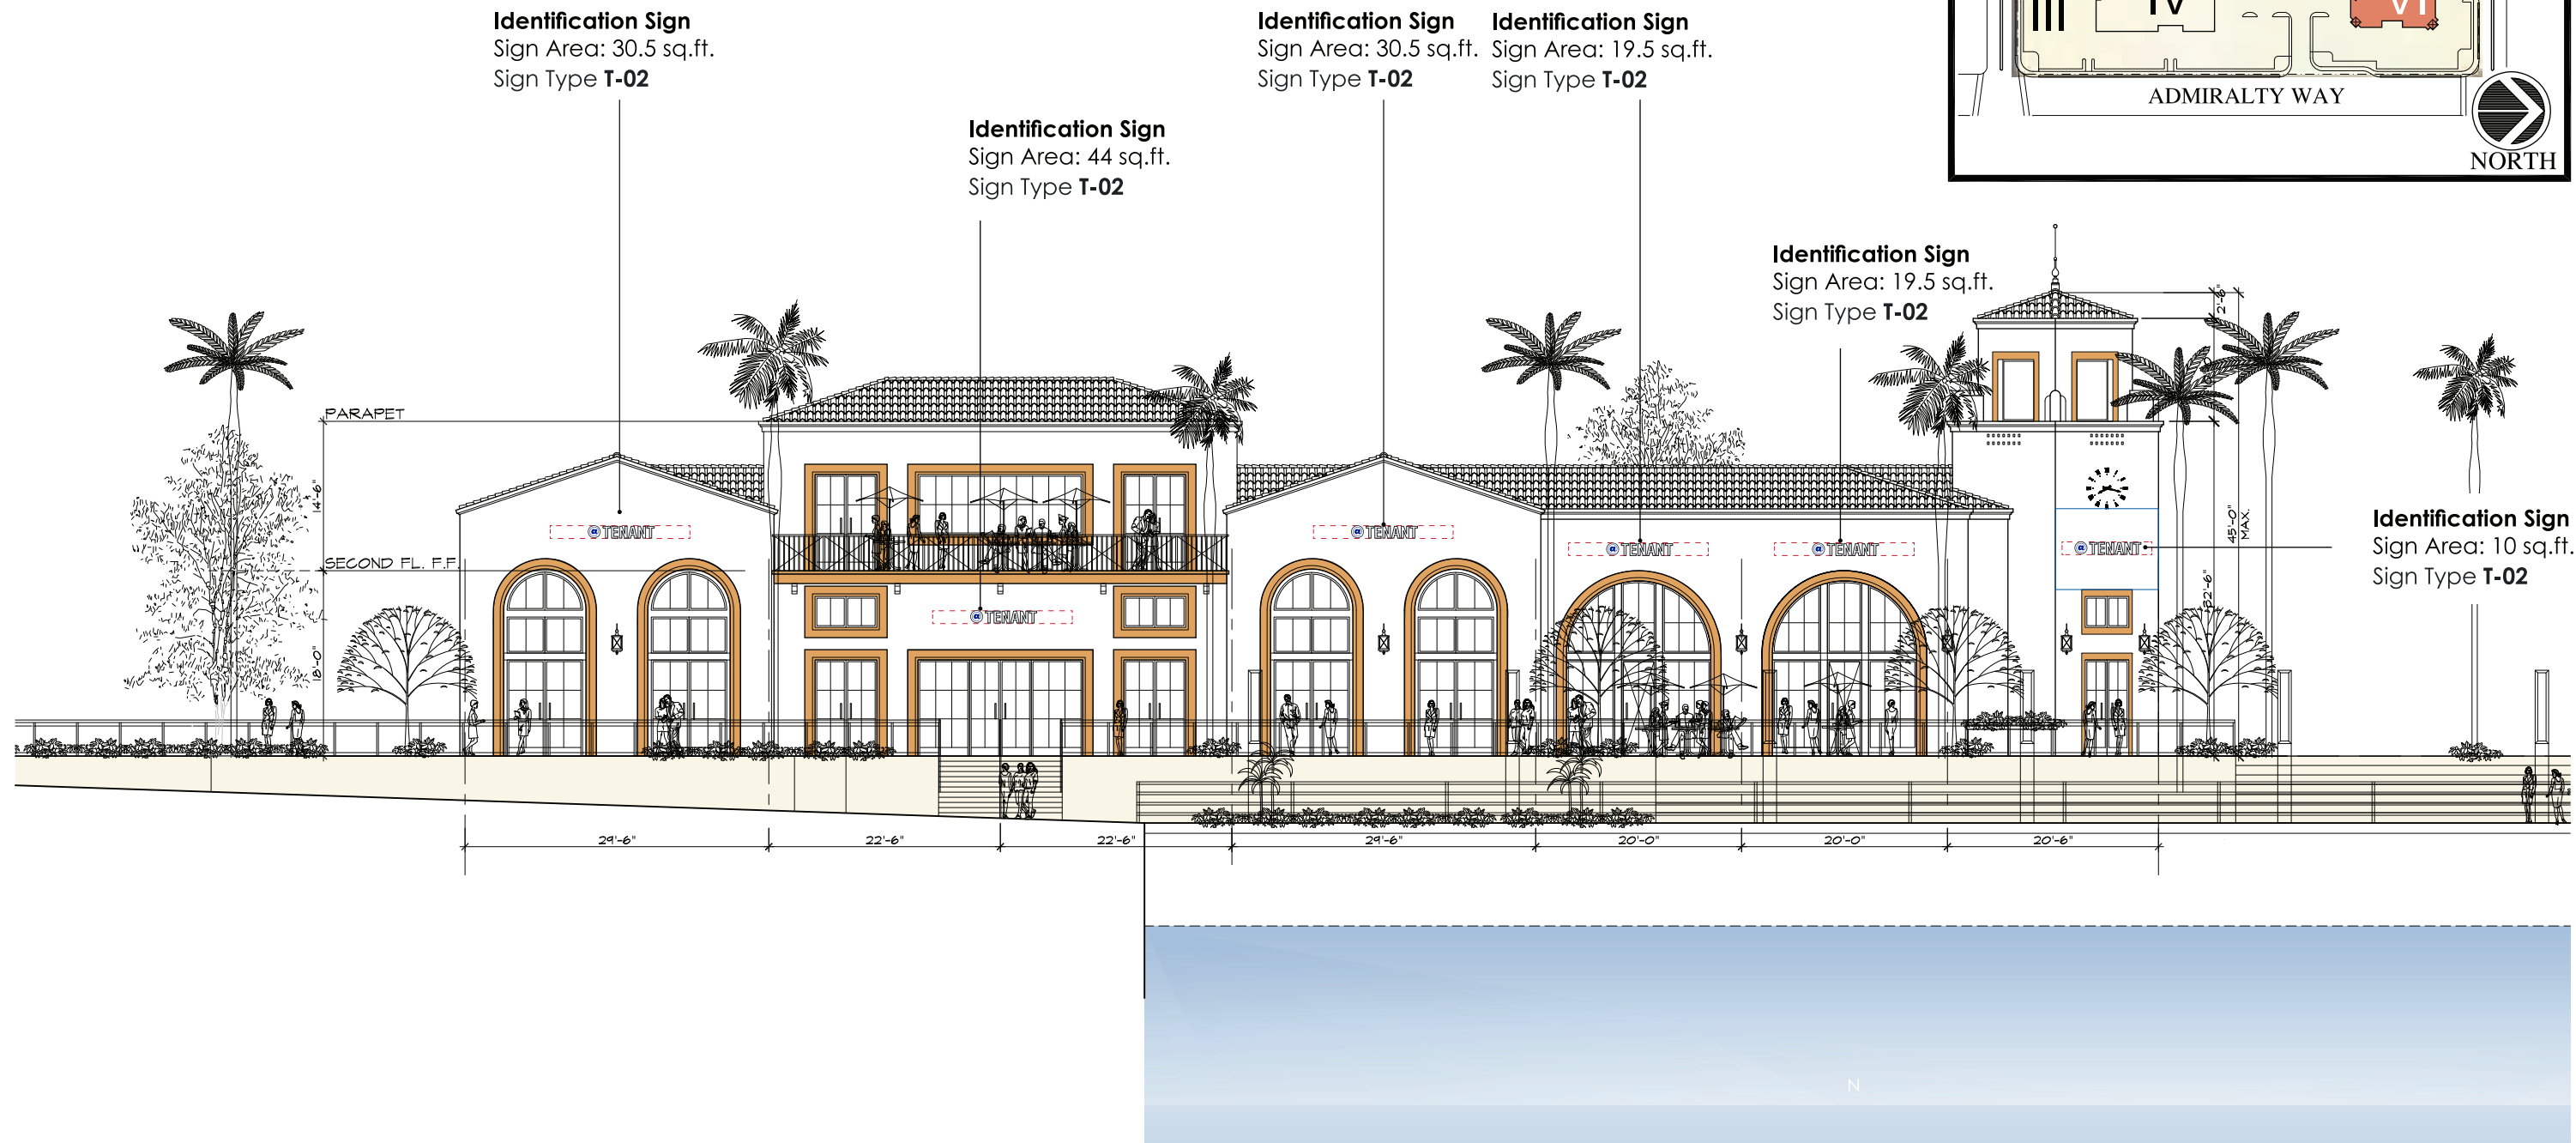 Identification Sign
Sign Area: 30.5 sq.ft.
Sign Type T-02
Identification Sign
Sign Area: 44 sq.ft.
Sign Type T-02
Identification Sign
Sign Area: 30.5 sq.ft.
Sign Type T-02
Identification Sign
Sign Area: 19.5 sq.ft.
Sign Type T-02
Identification Sign
Sign Area: 19.5 sq.ft.
Sign Type T-02
III
IV
VI
ADMIRALTY WAY
NORTH
Identification Sign
Sign Area: 10 sq.ft.
Sign Type T-02
PARAPET
14'-6"
SECOND FL. F.F.
18'-0"
@TENANT
@TENANT
@TENANT
@TENANT
@TENANT
@TENANT
45'-0"
MAX.
32'-6"
29'-6"
22'-6"
22'-6"
29'-6"
20'-0"
20'-0"
20'-6"
N